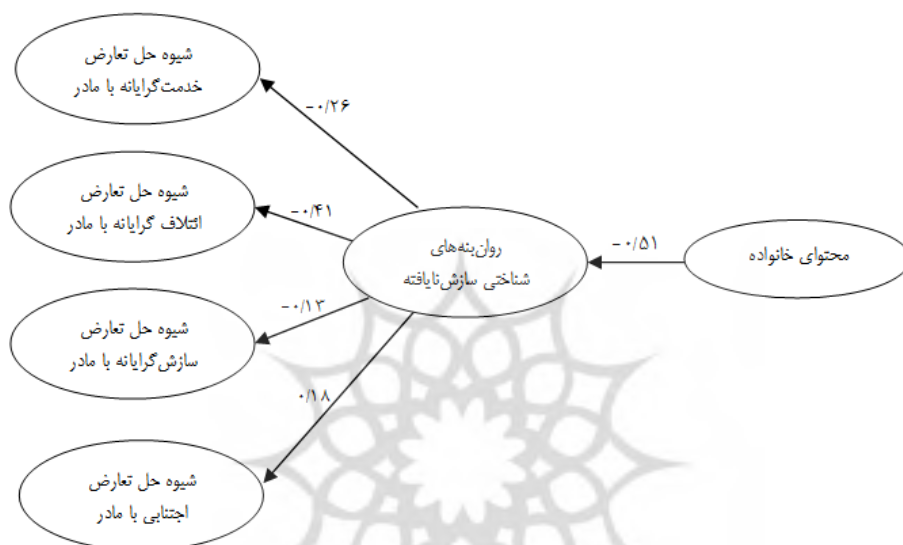 شیوه حل تعارض
خدمت‌گرایانه با مادر
-۰/۲۶
شیوه حل تعارض
ائتلاف گرایانه با مادر
-۰/۴۱
روان‌بنه‌های
شناختی سازش‌نایافته
-۰/۵۱
محتوای خانواده
شیوه حل تعارض
سازش‌گرایانه با مادر
-۰/۱۳
۰/۱۸
شیوه حل تعارض
اجتنابی با مادر